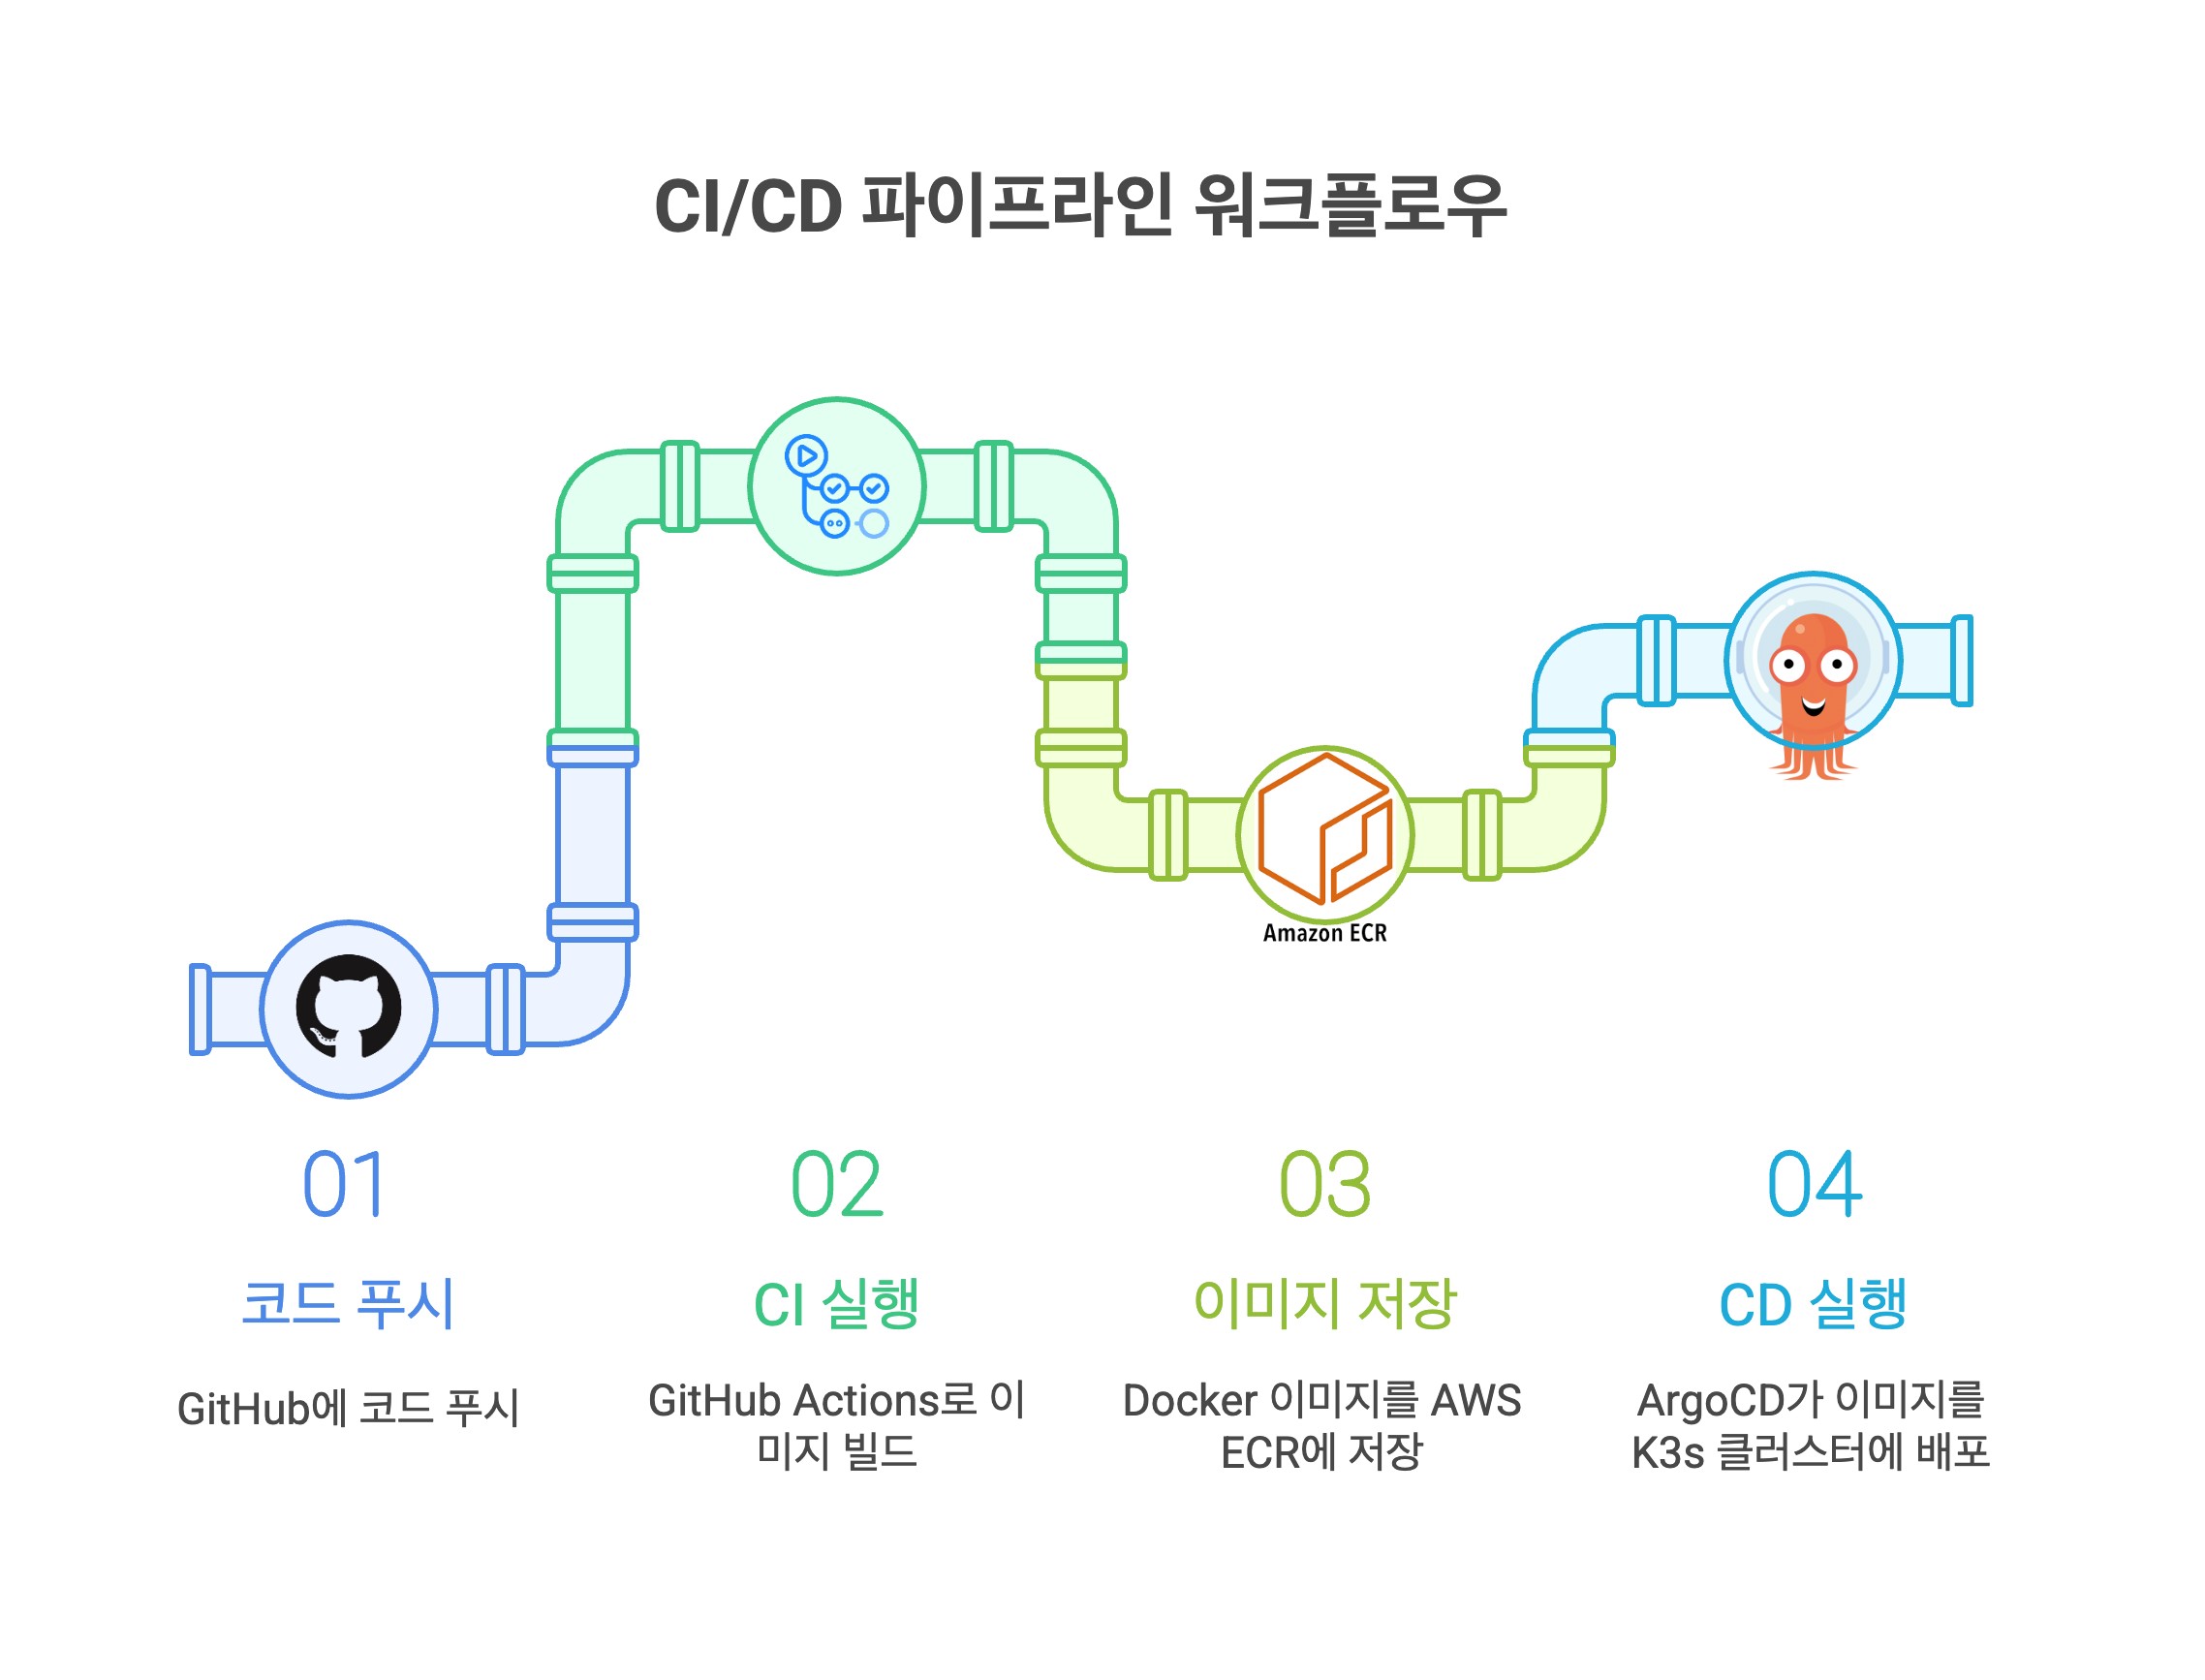 CI/CD 파이프라인 워크플로우
Amazon ECR
01
코드 푸시
GitHub에 코드 푸시
02
CI 실행
GitHub Actions로 이
미지 빌드
03
이미지 저장
Docker 이미지를 AWS
ECR에 저장
04
CD 실행
ArgoCD가 이미지를
K3s 클러스터에 배포